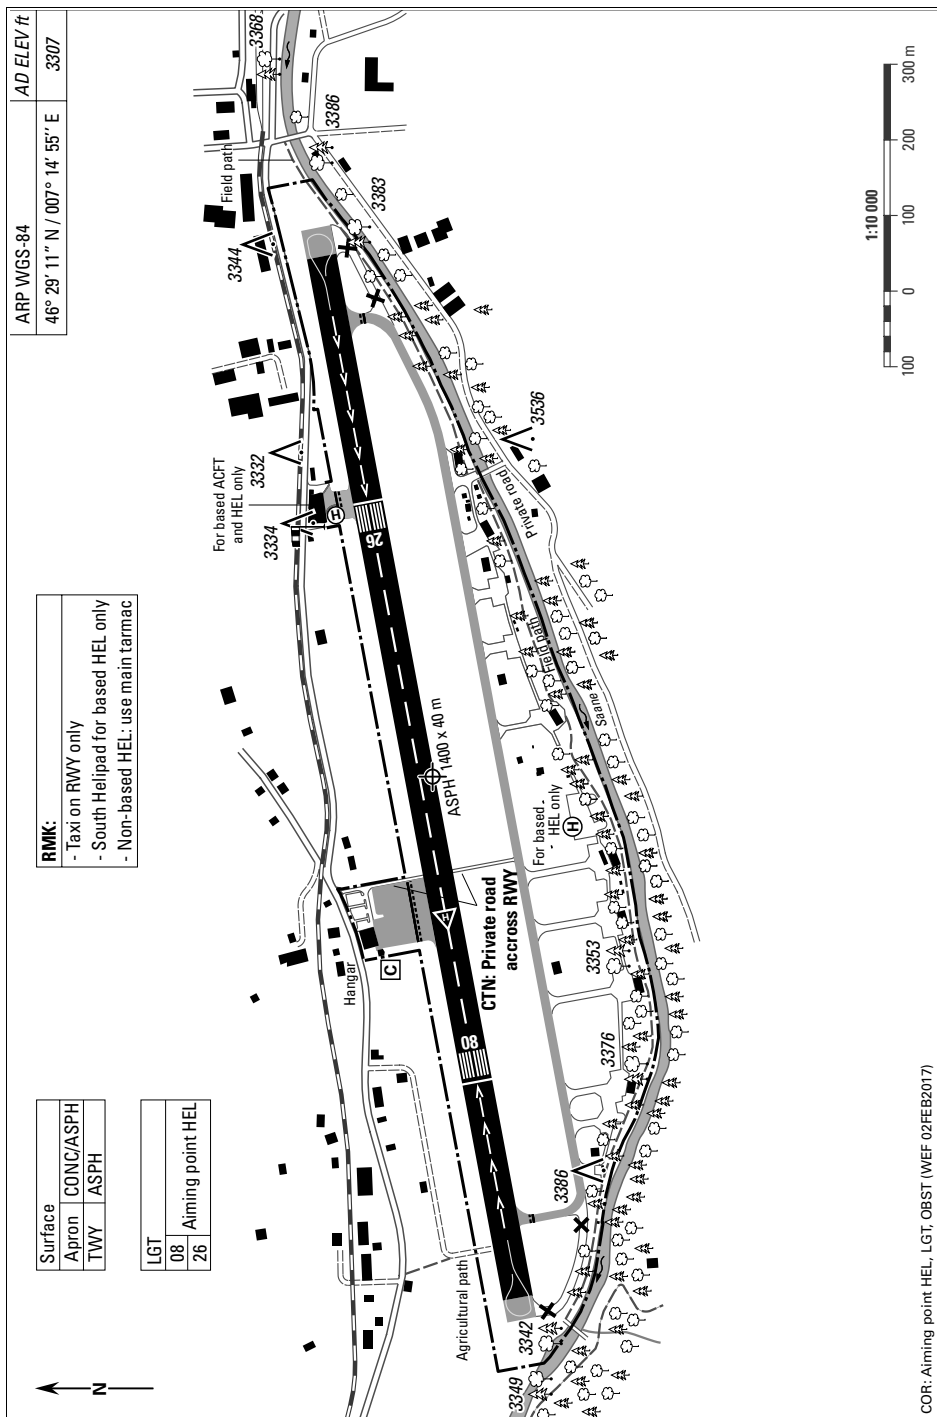 ARP WGS-84
AD ELEV ft
46° 29' 11" N / 007° 14' 55" E
3307
RMK:
- Taxi on RWY only
- South Helipad for based HEL only
- Non-based HEL: use main tarmac
Surface
Apron
CONC/ASPH
TWY
ASPH
LGT
08
26
Aiming point HEL
N
3368
3386
Field path
3383
3344
3332
For based ACFT
and HEL only
3334
H
26
3536
Private road
Field path
Saane
ASPH 1400 x 40 m
For based
HEL only
H
H
CTN: Private road
accross RWY
Hangar
C
08
3353
3376
3386
Agricultural path
3342
3349
1:10 000
100
0
100
200
300 m
COR: Aiming point HEL, LGT, OBST (WEF 02FEB2017)